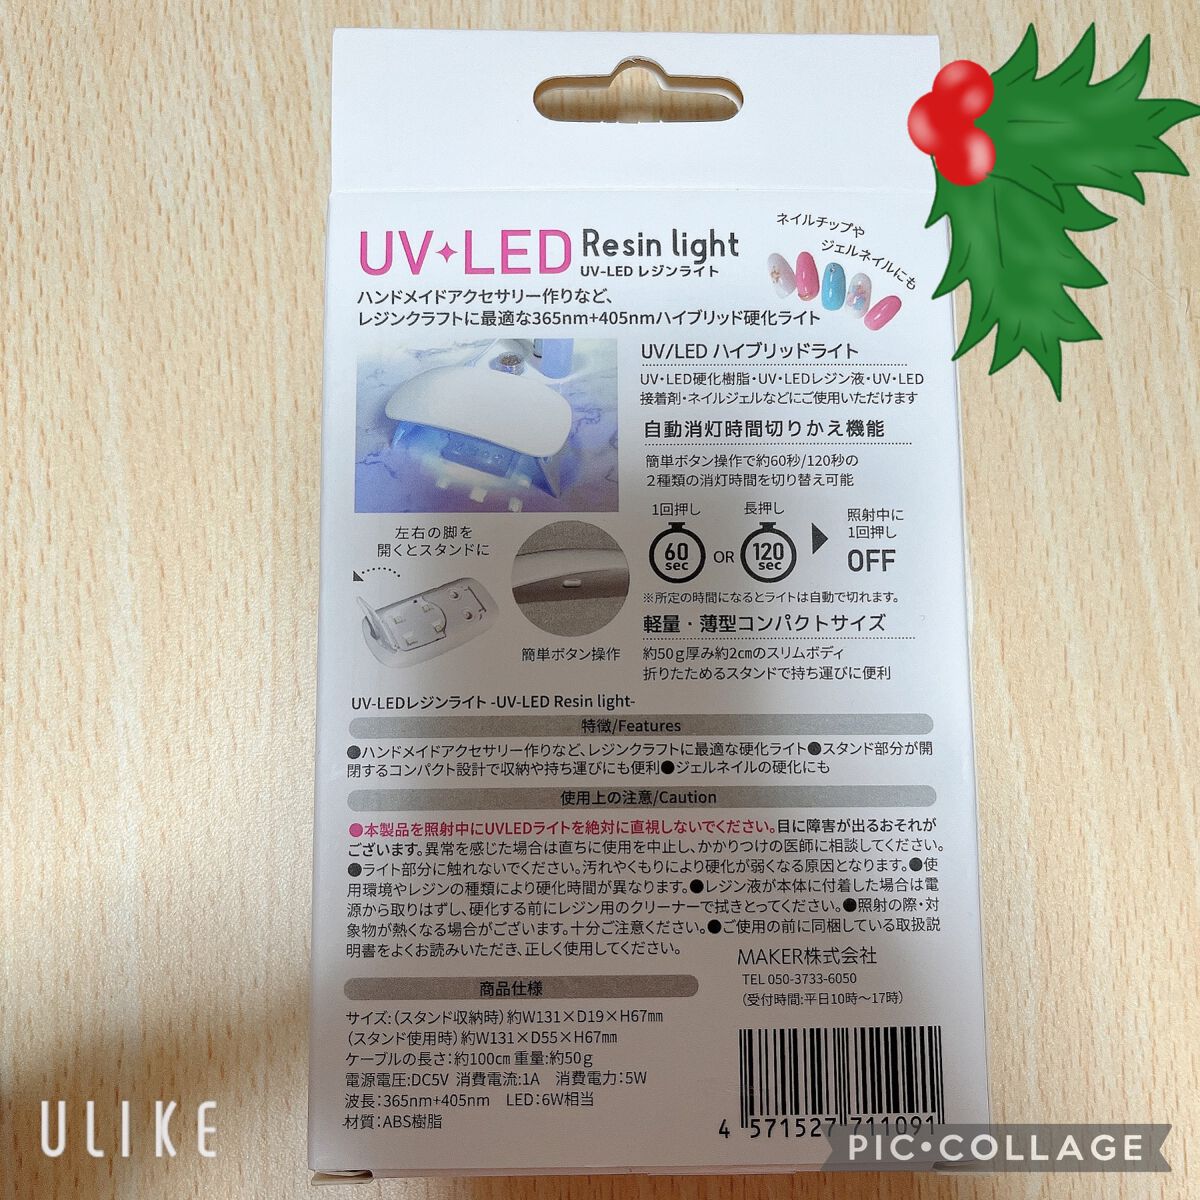 UV✦LED Resin light
UV-LED レジンライト
ネイルチップや
ジェルネイルにも
ハンドメイドアクセサリー作りなど、
レジンクラフトに最適な365nm+405nmハイブリッド硬化ライト
UV/LED ハイブリッドライト
UV・LED硬化樹脂・UV・LEDレジン液・UV・LED
接着剤・ネイルジェルなどにご使用いただけます
自動消灯時間切りかえ機能
簡単ボタン操作で約60秒/120秒の
2種類の消灯時間を切り替え可能
1回押し
60 sec
OR
長押し
120 sec
照射中に
1回押し
OFF
※所定の時間になるとライトは自動で切れます。
左右の脚を
開くとスタンドに
簡単ボタン操作
軽量・薄型コンパクトサイズ
約50g厚み約2㎝のスリムボディ
折りたためるスタンドで持ち運びに便利
UV-LEDレジンライト -UV-LED Resin light-
特徴/Features
●ハンドメイドアクセサリー作りなど、レジンクラフトに最適な硬化ライト●スタンド部分が開
閉するコンパクト設計で収納や持ち運びにも便利●ジェルネイルの硬化にも
使用上の注意/Caution
●本製品を照射中にUVLEDライトを絶対に直視しないでください。目に障害が出るおそれが
ございます。異常を感じた場合は直ちに使用を中止し、かかりつけの医師に相談してください。
●ライト部分に触れないでください。汚れやくもりにより硬化が弱くなる原因となります。●使
用環境やレジンの種類により硬化時間が異なります。●レジン液が本体に付着した場合は電
源から取りはずし、硬化する前にレジン用のクリーナーで拭きとってください。●照射の際・対
象物が熱くなる場合がございます。十分ご注意ください。●ご使用の前に同梱している取扱説
明書をよくお読みいただき、正しく使用してください。
MAKER株式会社
TEL 050-3733-6050
(受付時間:平日10時〜17時)
商品仕様
サイズ:(スタンド収納時)約W131×D19×H67㎜
(スタンド使用時)約W131×D55×H67㎜
ケーブルの長さ:約100㎝ 重量:約50g
電源電圧:DC5V 消費電流:1A 消費電力:5W
波長:365nm+405nm LED:6W相当
材質:ABS樹脂
4 571527 711091
ULIKE
PIC•COLLAGE